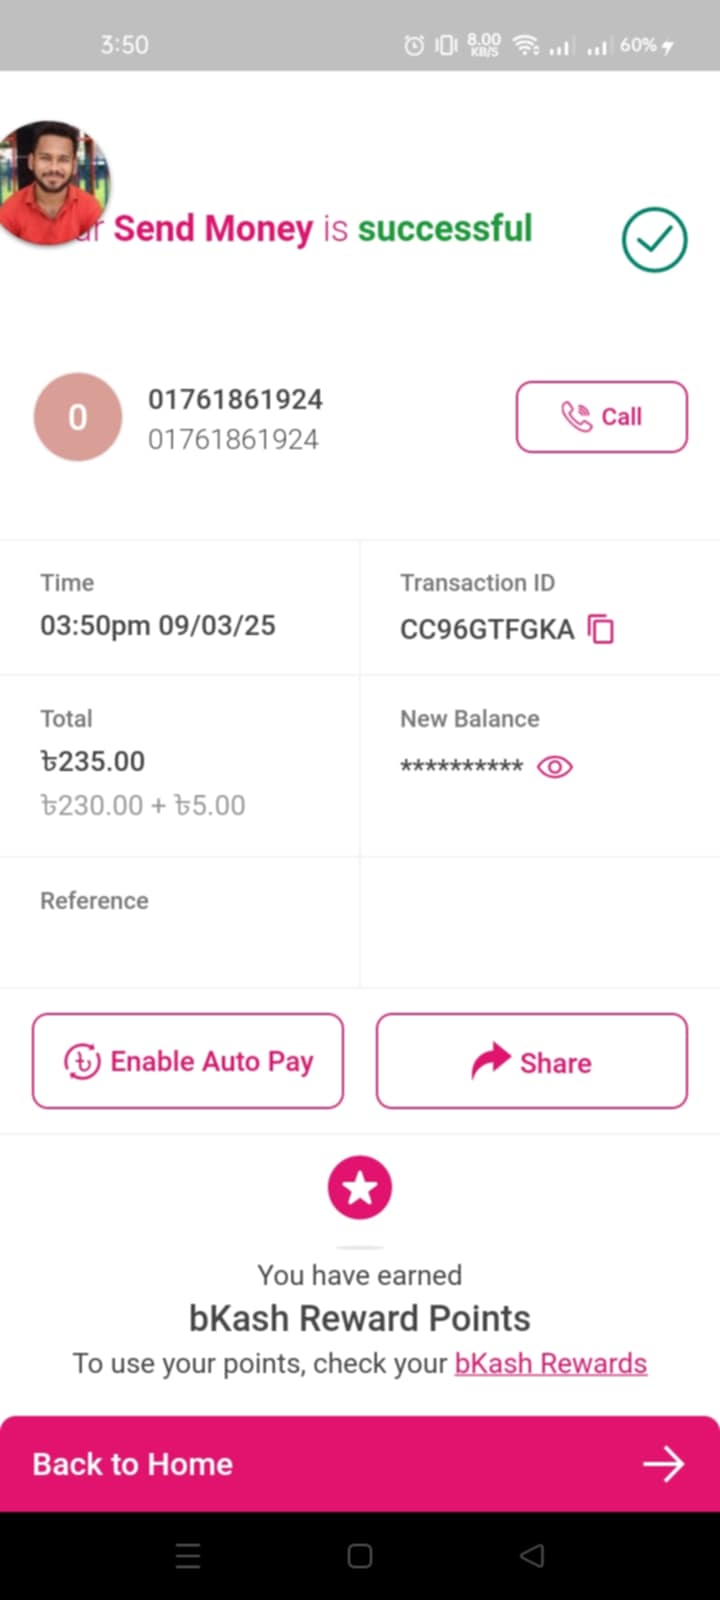 3:50
8.00
KB/S
60%
Send Money is successful
0
01761861924
01761861924
Call
Time
03:50pm 09/03/25
Transaction ID
CC96GTFGKA
Total
৳235.00
৳230.00 + ৳5.00
New Balance
**********
Reference
Enable Auto Pay
Share
You have earned
bKash Reward Points
To use your points, check your bKash Rewards
Back to Home